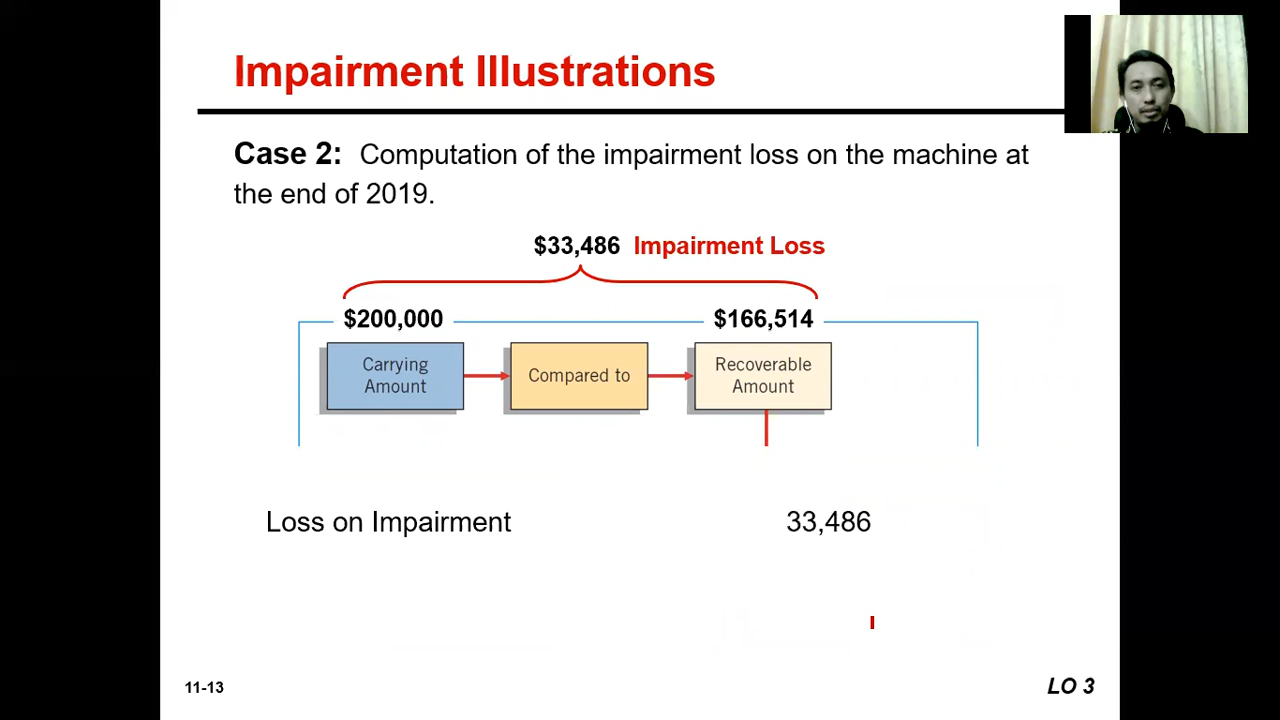 Impairment Illustrations
Case 2: Computation of the impairment loss on the machine at
the end of 2019.
$33,486 Impairment Loss
$200,000 $166,514
Carrying
Amount
Compared to
Recoverable
Amount
Loss on Impairment 33,486
11-13 LO 3